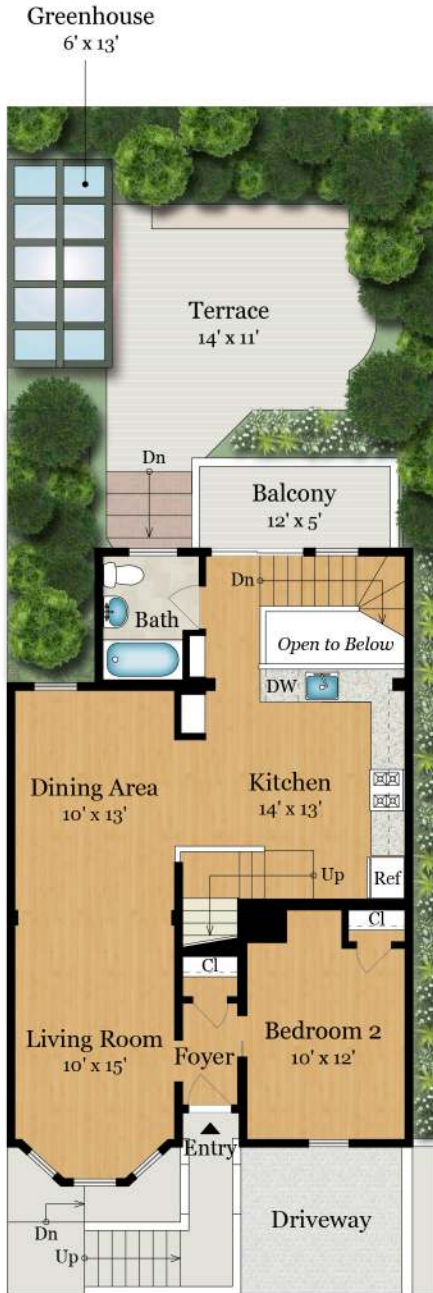 Greenhouse
6' x 13'
Terrace
14' x 11'
Dn
Balcony
12' x 5'
Dn
Bath
Open to Below
DW
Dining Area
10' x 13'
Kitchen
14' x 13'
Up
Ref
Cl
Cl
Living Room
10' x 15'
Foyer
Bedroom 2
10' x 12'
Entry
Dn
Up
Driveway